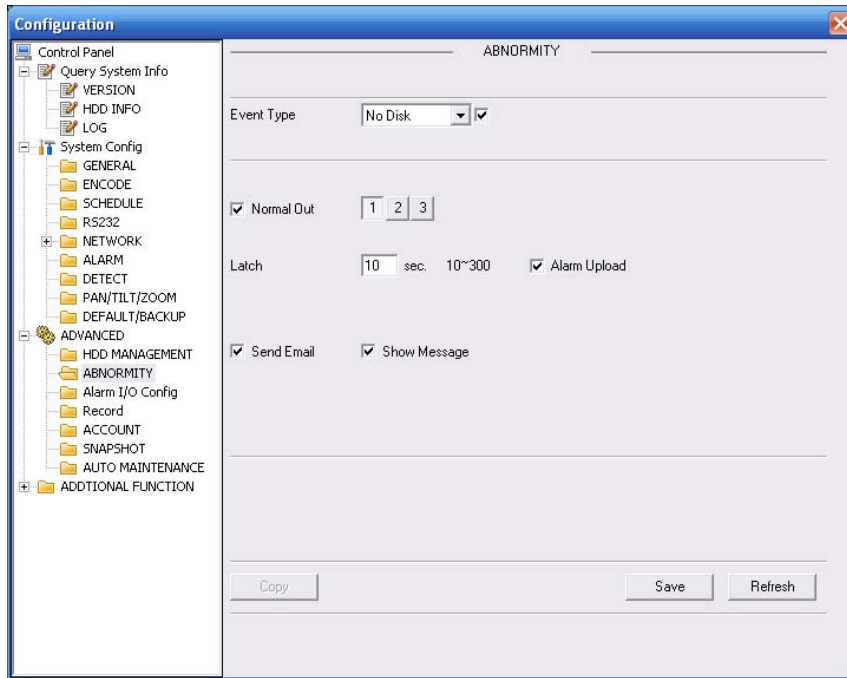 Configuration
Control Panel
Query System Info
VERSION
HDD INFO
LOG
System Config
GENERAL
ENCODE
SCHEDULE
RS232
NETWORK
ALARM
DETECT
PAN/TILT/ZOOM
DEFAULT/BACKUP
ADVANCED
HDD MANAGEMENT
ABNORMITY
Alarm I/O Config
Record
ACCOUNT
SNAPSHOT
AUTO MAINTENANCE
ADDTIONAL FUNCTION
ABNORMITY
Event Type No Disk
Normal Out 1 2 3
Latch 10 sec. 10~300 Alarm Upload
Send Email Show Message
Copy Save Refresh